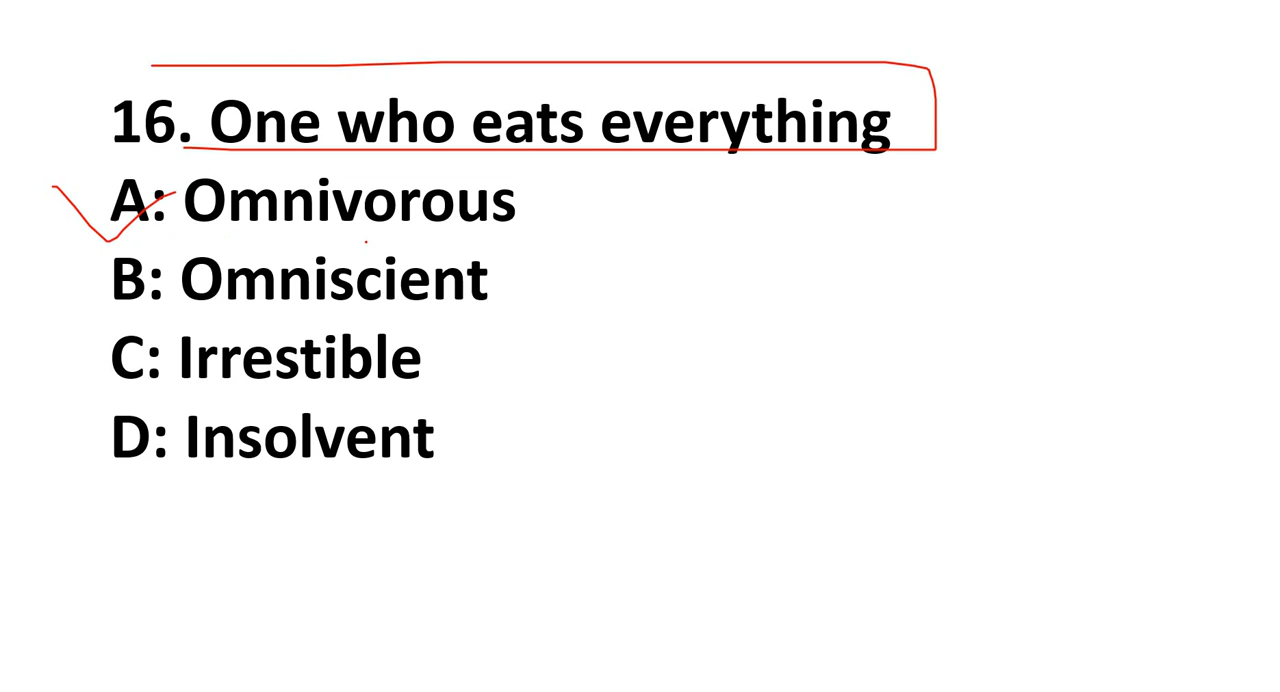 16. One who eats everything
A: Omnivorous
B: Omniscient
C: Irrestible
D: Insolvent